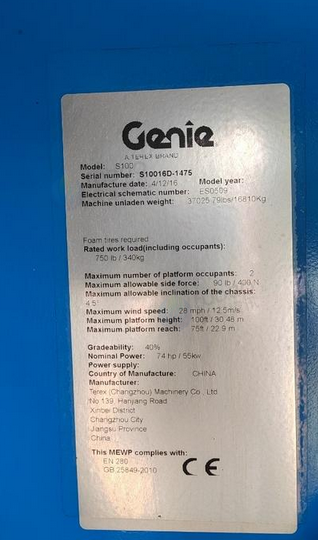 Genie
A TEREX BRAND
Model: S100
Serial number: S10016D-1475
Manufacture date: 4/12/16 Model year:
Electrical schematic number: ES0509
Machine unladen weight: 37025.79lbs/16810Kg
Foam tires required
Rated work load(including occupants):
750 lb / 340kg
Maximum number of platform occupants: 2
Maximum allowable side force: 90 lb / 400 N
Maximum allowable inclination of the chassis:
4.5
Maximum wind speed: 28 mph / 12.5m/s
Maximum platform height: 100ft / 30.48 m
Maximum platform reach: 75ft / 22.9 m
Gradeability: 40%
Nominal Power: 74 hp / 55kw
Power supply:
Country of Manufacture: CHINA
Manufacturer:
Terex (Changzhou) Machinery Co., Ltd
No.139, Hanjiang Road
Xinbei District
Changzhou City
Jiangsu Province
China
This MEWP complies with:
EN 280
GB 25849-2010
CE